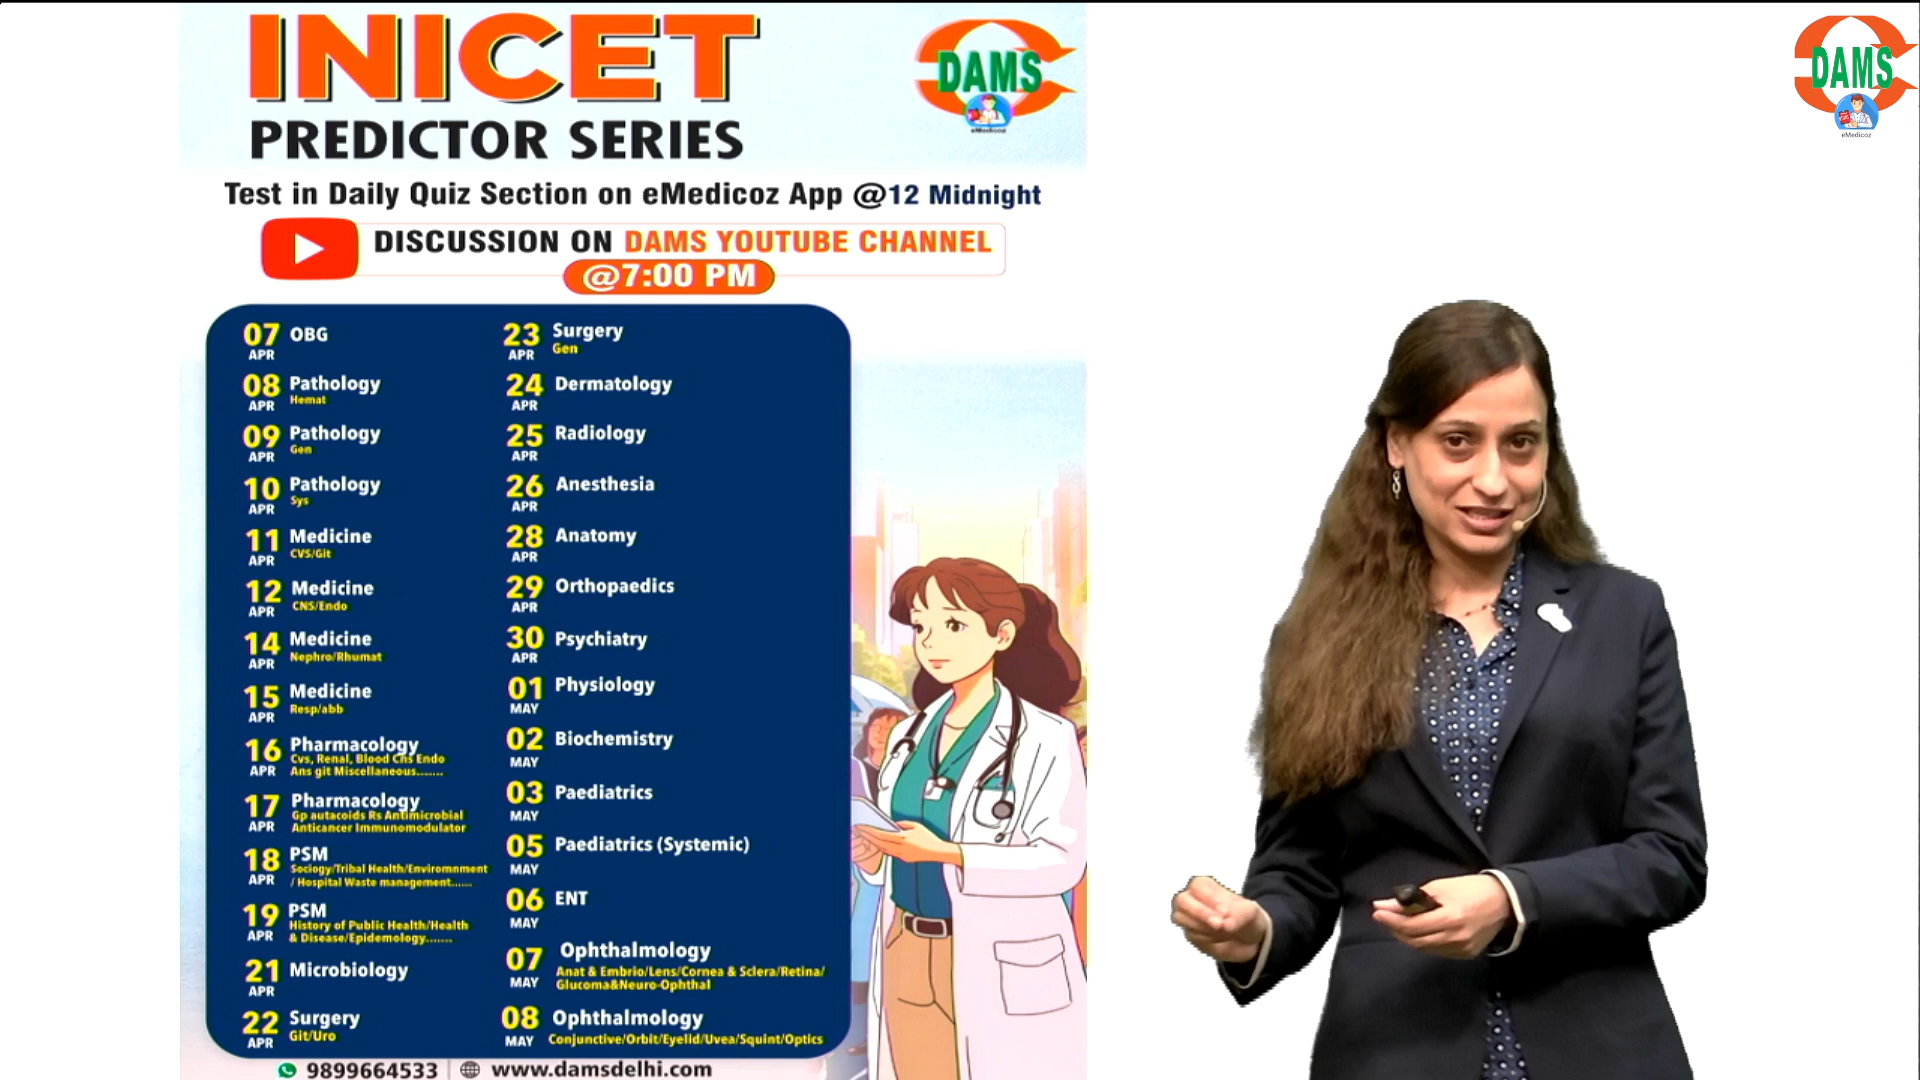 INICET
PREDICTOR SERIES
DAMS
eMedicoz
Test in Daily Quiz Section on eMedicoz App @12 Midnight
DISCUSSION ON DAMS YOUTUBE CHANNEL
@7:00 PM
07 APR OBG
08 APR Pathology
Hemat
09 APR Pathology
Gen
10 APR Pathology
Sys
11 APR Medicine
CVS/Git
12 APR Medicine
CNS/Endo
14 APR Medicine
Nephro/Rhumat
15 APR Medicine
Resp/abb
16 APR Pharmacology
Cvs, Renal, Blood Cns Endo
Ans git Miscellaneous.......
17 APR Pharmacology
Gp autacoids Rs Antimicrobial
Anticancer Immunomodulator
18 APR PSM
Sociogy/Tribal Health/Enviromnment
/ Hospital Waste management......
19 APR PSM
History of Public Health/Health
& Disease/Epidemology.......
21 APR Microbiology
22 APR Surgery
Git/Uro
23 APR Surgery
Gen
24 APR Dermatology
25 APR Radiology
26 APR Anesthesia
28 APR Anatomy
29 APR Orthopaedics
30 APR Psychiatry
01 MAY Physiology
02 MAY Biochemistry
03 MAY Paediatrics
05 MAY Paediatrics (Systemic)
06 MAY ENT
07 MAY Ophthalmology
Anat & Embrio/Lens/Cornea & Sclera/Retina/
Glucoma&Neuro-Ophthal
08 MAY Ophthalmology
Conjunctive/Orbit/Eyelid/Uvea/Squint/Optics
9899664533 www.damsdelhi.com
DAMS
eMedicoz